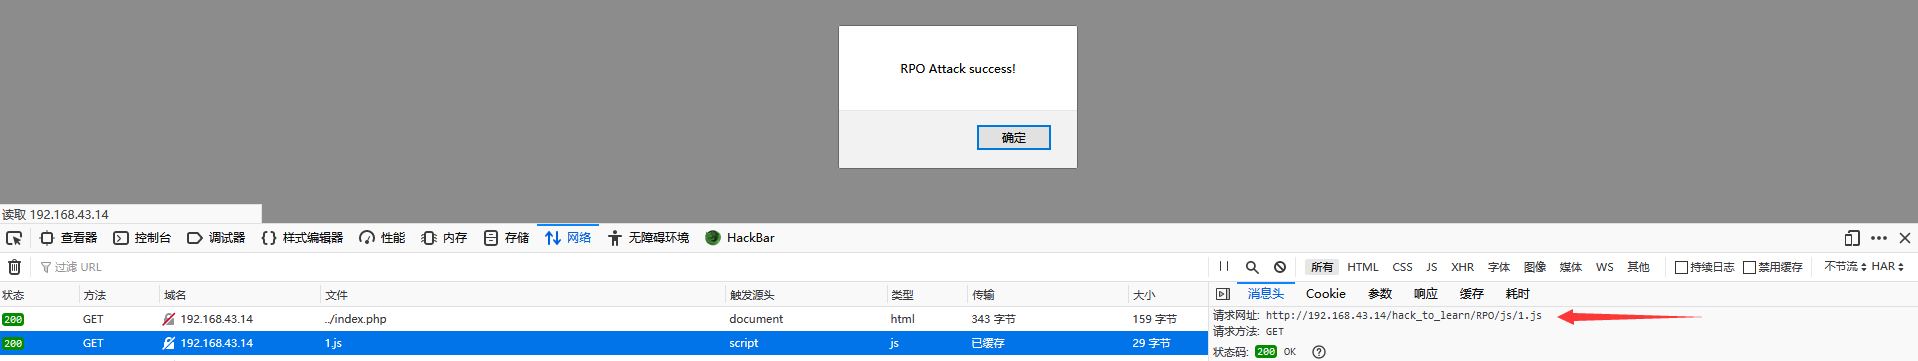 RPO Attack success!
确定
读取 192.168.43.14
查看器 控制台 调试器 样式编辑器 性能 内存 存储 网络 无障碍环境 HackBar
过滤 URL
所有 HTML CSS JS XHR 字体 图像 媒体 WS 其他 持续日志 禁用缓存 不节流 HAR
状态 方法 域名 文件 触发源头 类型 传输 大小
消息头 Cookie 参数 响应 缓存 耗时
200 GET 192.168.43.14 ../index.php document html 343 字节 159 字节
200 GET 192.168.43.14 1.js script js 已缓存 29 字节
请求网址: http://192.168.43.14/hack_to_learn/RPO/js/1.js
请求方法: GET
状态码: 200 OK